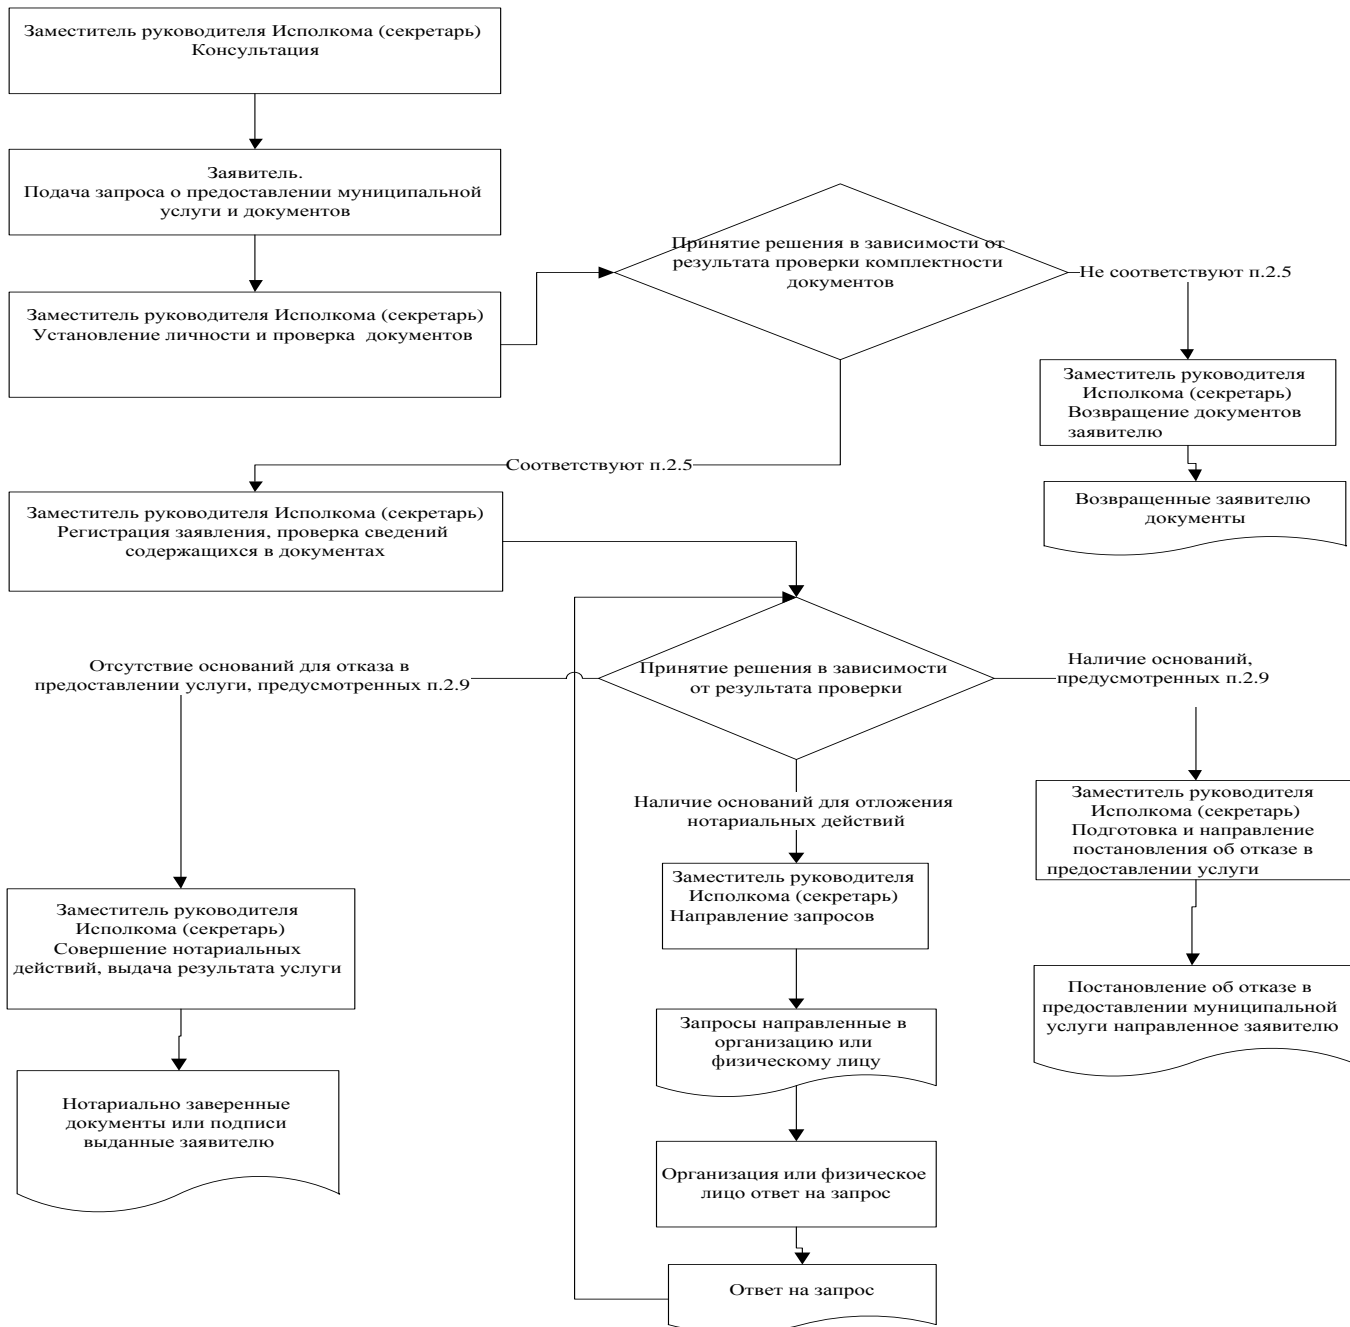 Заместитель руководителя Исполкома (секретарь)
Консультация
Заявитель.
Подача запроса о предоставлении муниципальной
услуги и документов
Заместитель руководителя Исполкома (секретарь)
Установление личности и проверка документов
Принятие решения в зависимости от
результата проверки комплектности
документов
Не соответствуют п.2.5
Заместитель руководителя
Исполкома (секретарь)
Возвращение документов
заявителю
Возвращенные заявителю
документы
Соответствуют п.2.5
Заместитель руководителя Исполкома (секретарь)
Регистрация заявления, проверка сведений
содержащихся в документах
Принятие решения в зависимости
от результата проверки
Отсутствие оснований для отказа в
предоставлении услуги, предусмотренных п.2.9
Наличие оснований,
предусмотренных п.2.9
Наличие оснований для отложения
нотариальных действий
Заместитель руководителя
Исполкома (секретарь)
Совершение нотариальных
действий, выдача результата услуги
Нотариально заверенные
документы или подписи
выданные заявителю
Заместитель руководителя
Исполкома (секретарь)
Направление запросов
Запросы направленные в
организацию или
физическому лицу
Организация или физическое
лицо ответ на запрос
Ответ на запрос
Заместитель руководителя
Исполкома (секретарь)
Подготовка и направление
постановления об отказе в
предоставлении услуги
Постановление об отказе в
предоставлении муниципальной
услуги направленное заявителю